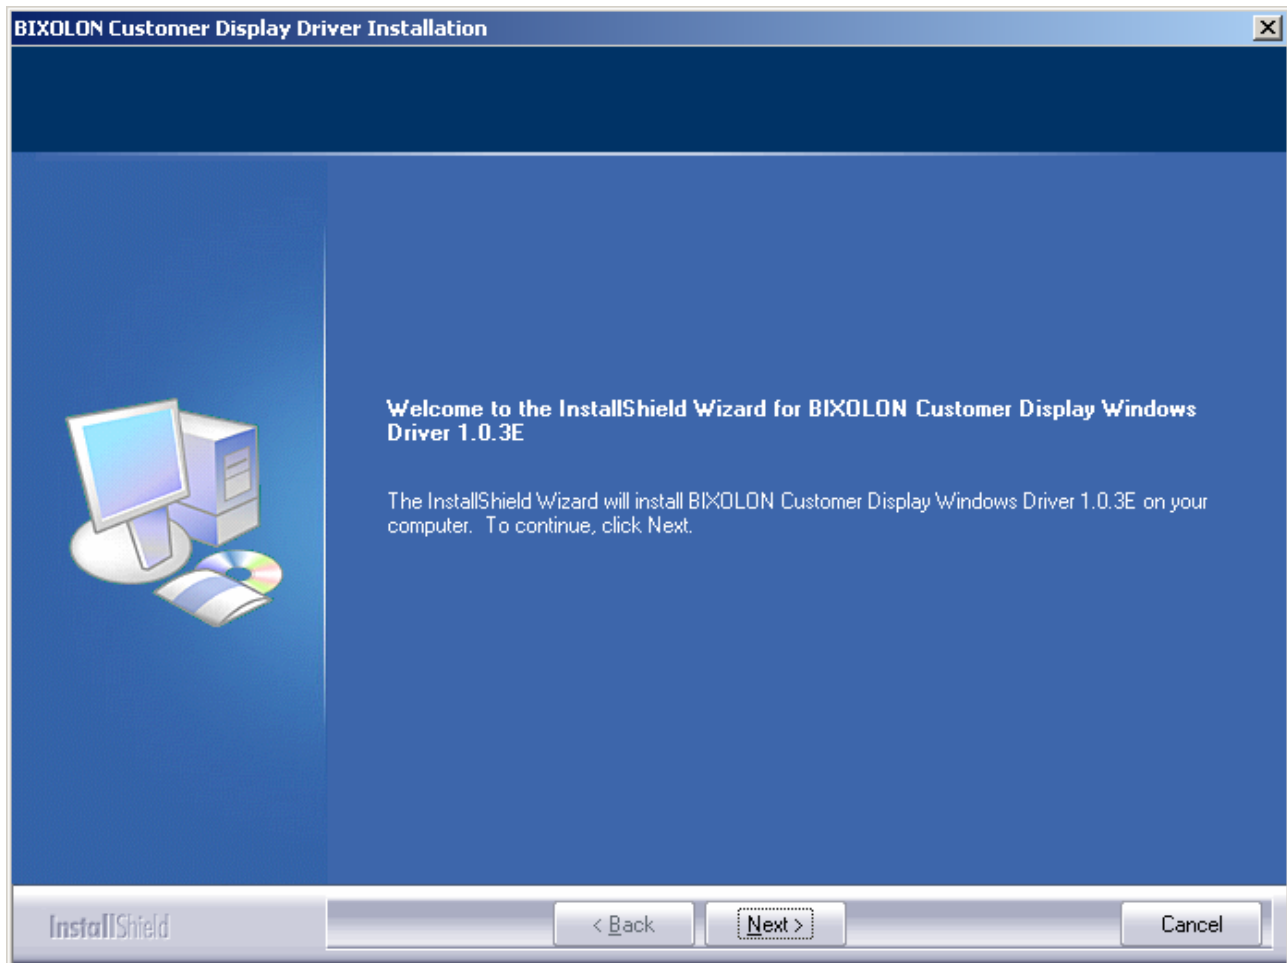 BIXOLON Customer Display Driver Installation
Welcome to the InstallShield Wizard for BIXOLON Customer Display Windows
Driver 1.0.3E
The InstallShield Wizard will install BIXOLON Customer Display Windows Driver 1.0.3E on your
computer.  To continue, click Next.
InstallShield
< Back
Next >
Cancel